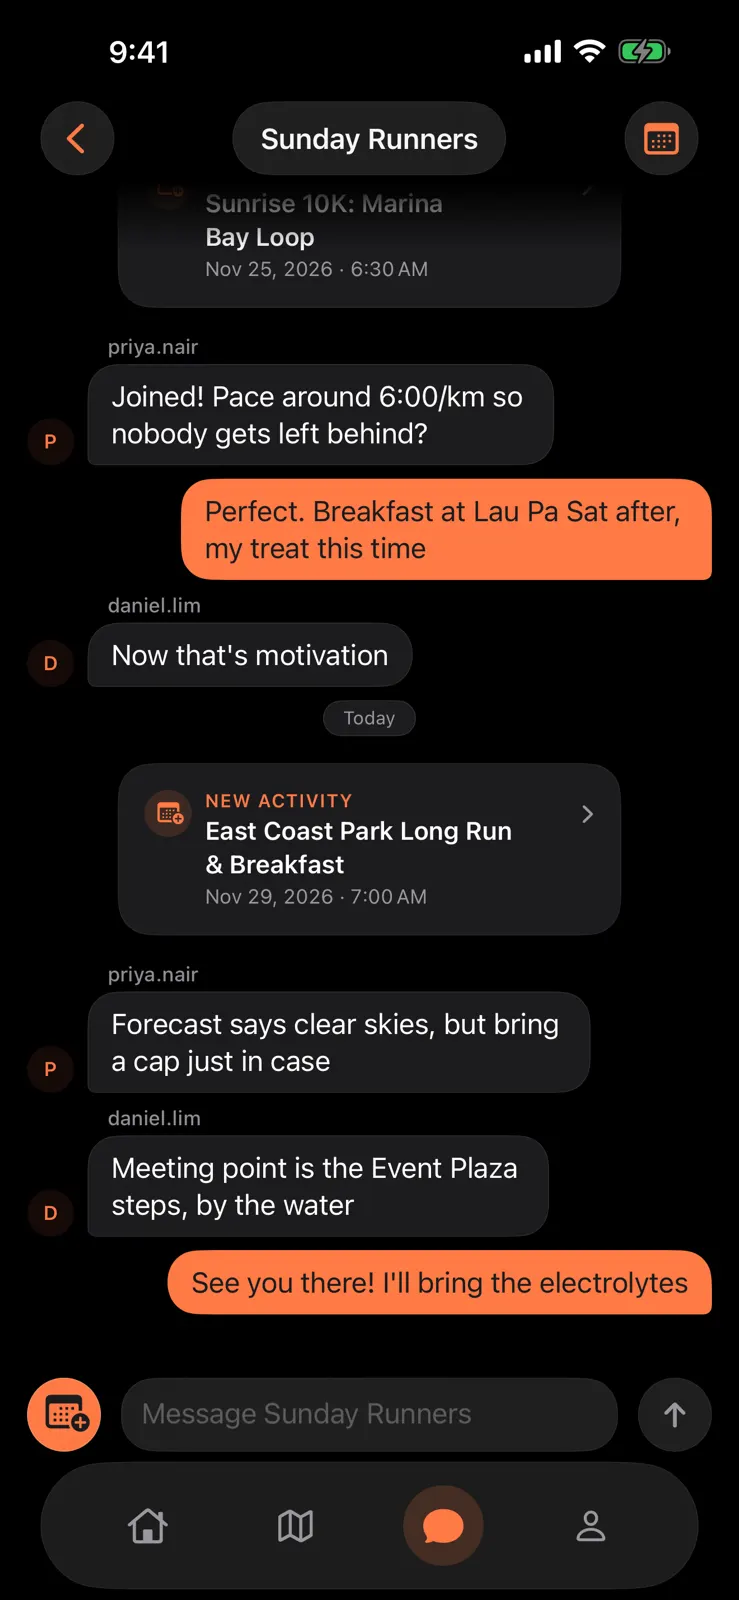 9:41
Sunday Runners
Sunrise 10K: Marina
Bay Loop
Nov 25, 2026 · 6:30 AM
priya.nair
Joined! Pace around 6:00/km so
nobody gets left behind?
P
Perfect. Breakfast at Lau Pa Sat after,
my treat this time
daniel.lim
Now that's motivation
D
Today
NEW ACTIVITY
East Coast Park Long Run
& Breakfast
Nov 29, 2026 · 7:00 AM
priya.nair
Forecast says clear skies, but bring
a cap just in case
P
daniel.lim
Meeting point is the Event Plaza
steps, by the water
D
See you there! I'll bring the electrolytes
Message Sunday Runners